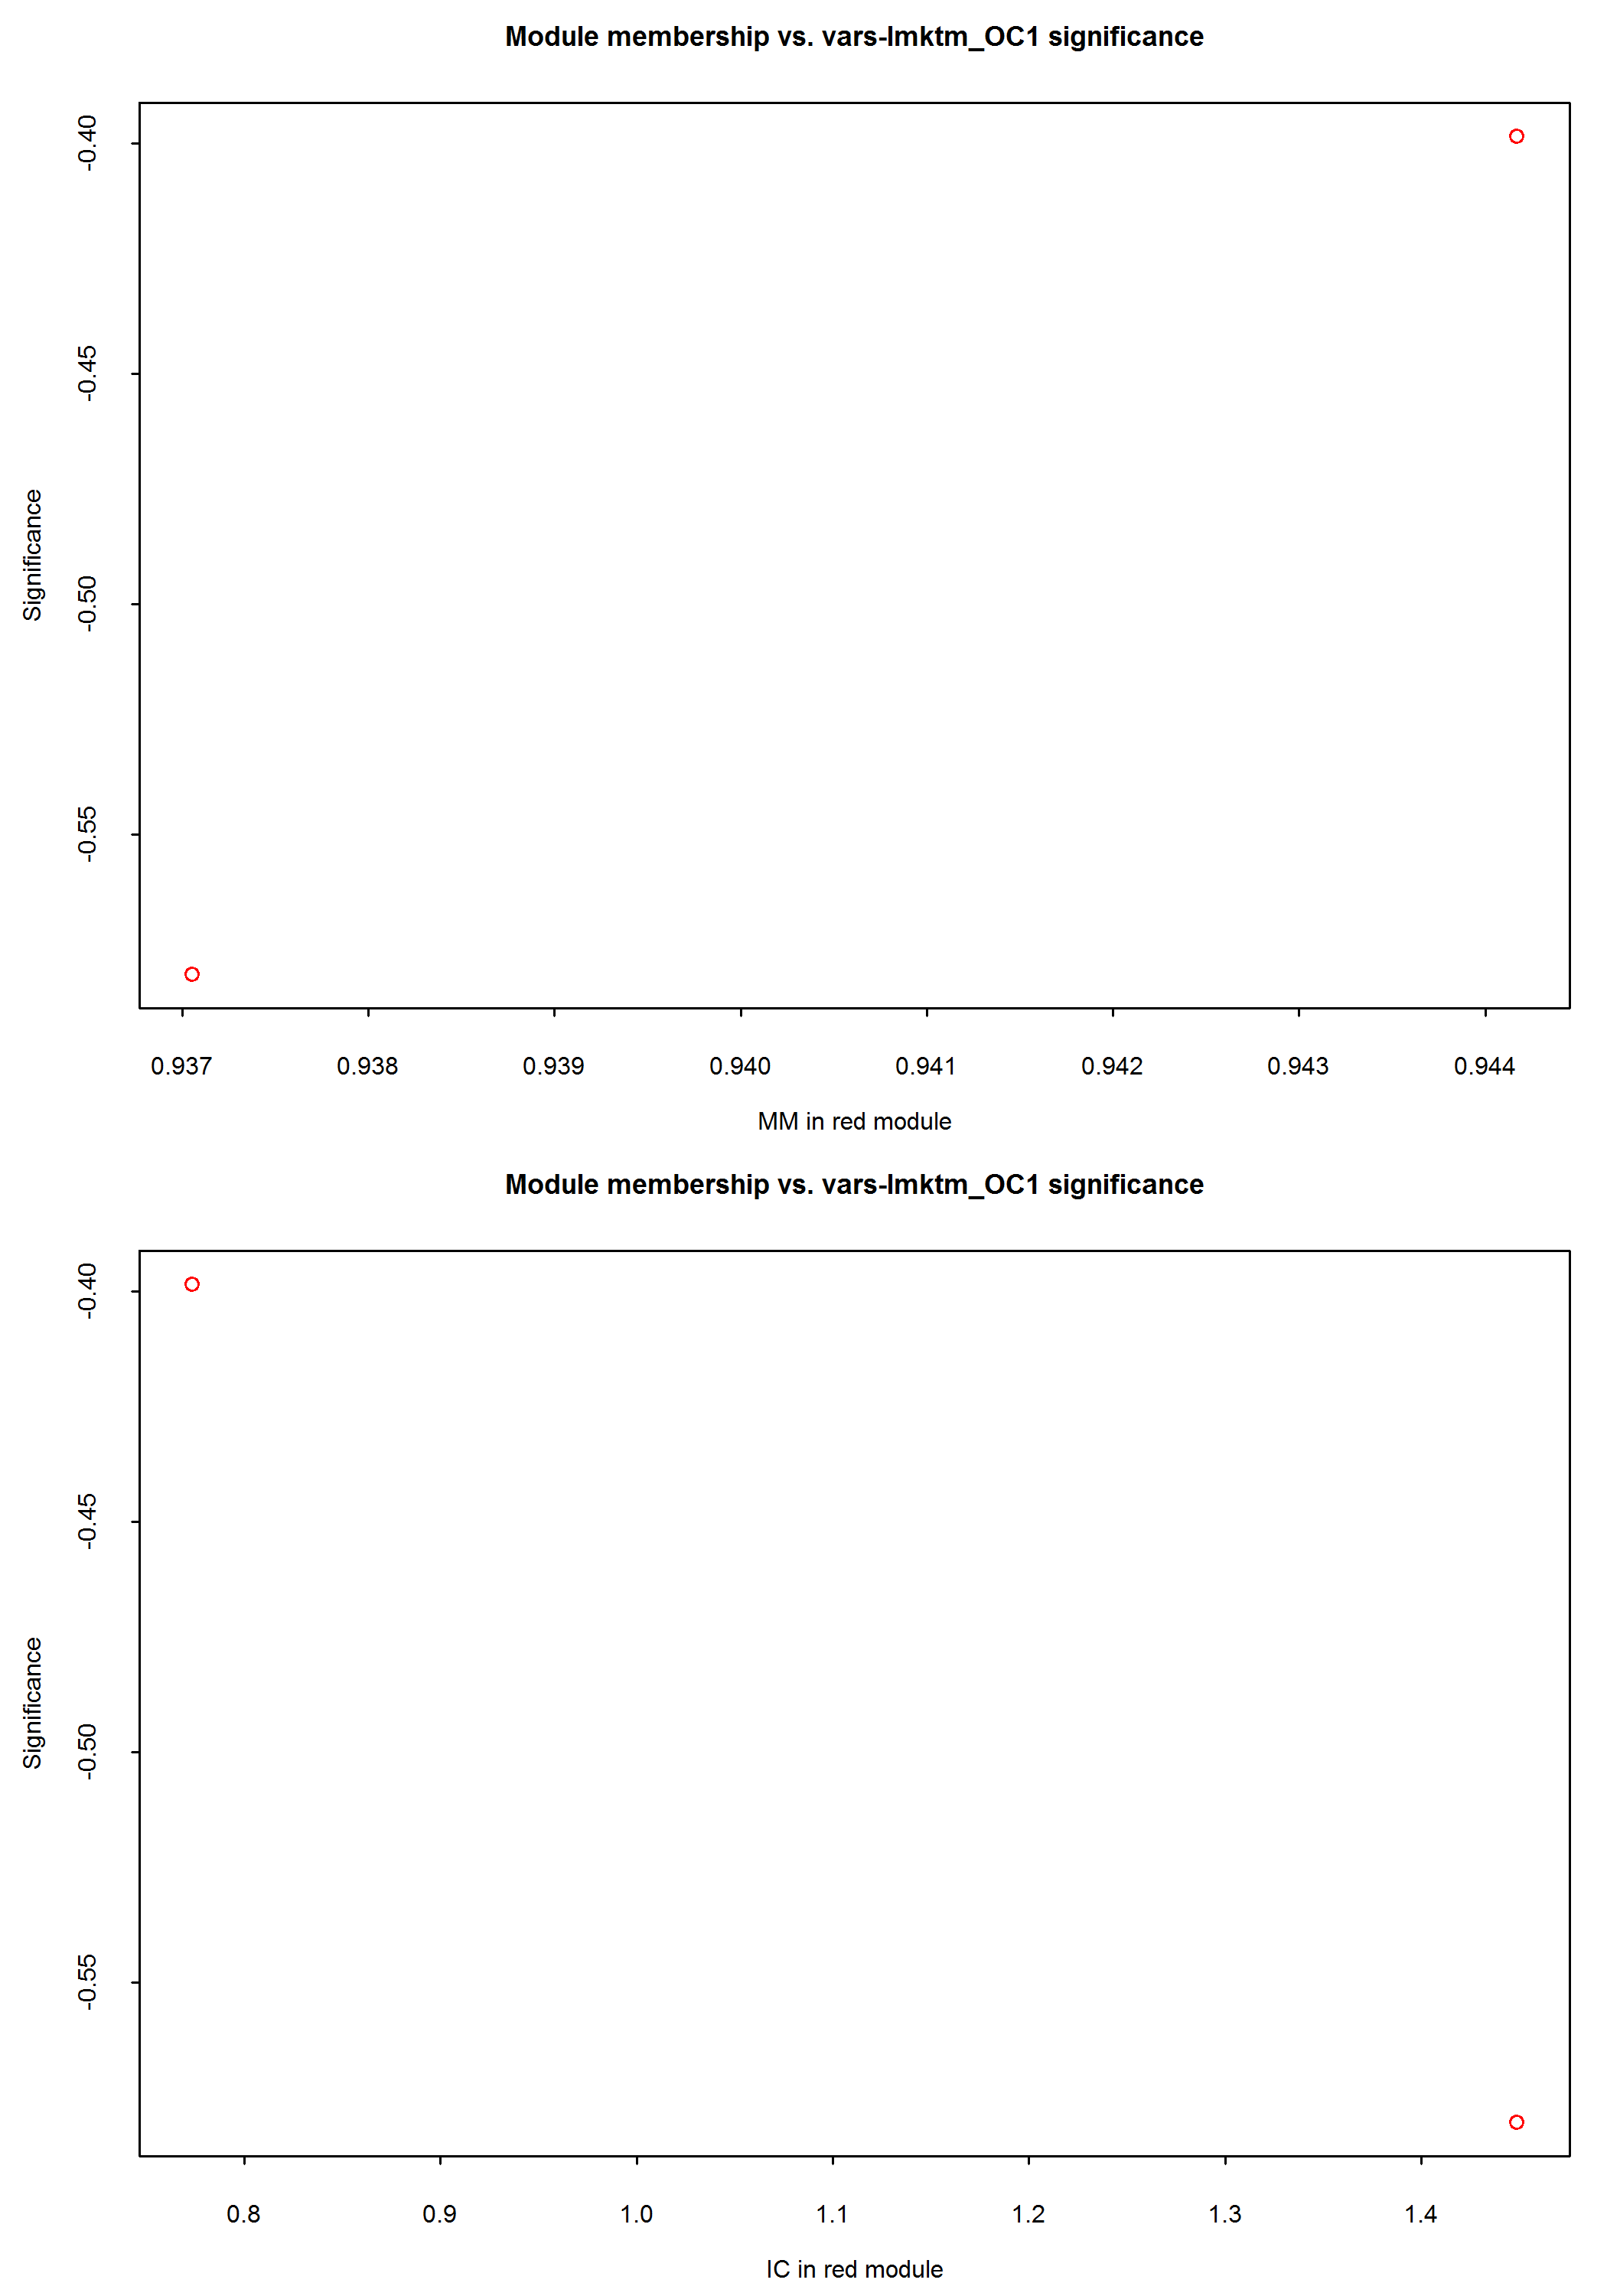 Module membership vs. vars-lmktm_OC1 significance
-0.40
-0.45
-0.50
-0.55
Significance
0.937 0.938 0.939 0.940 0.941 0.942 0.943 0.944
MM in red module
Module membership vs. vars-lmktm_OC1 significance
-0.40
-0.45
-0.50
-0.55
Significance
0.8 0.9 1.0 1.1 1.2 1.3 1.4
IC in red module